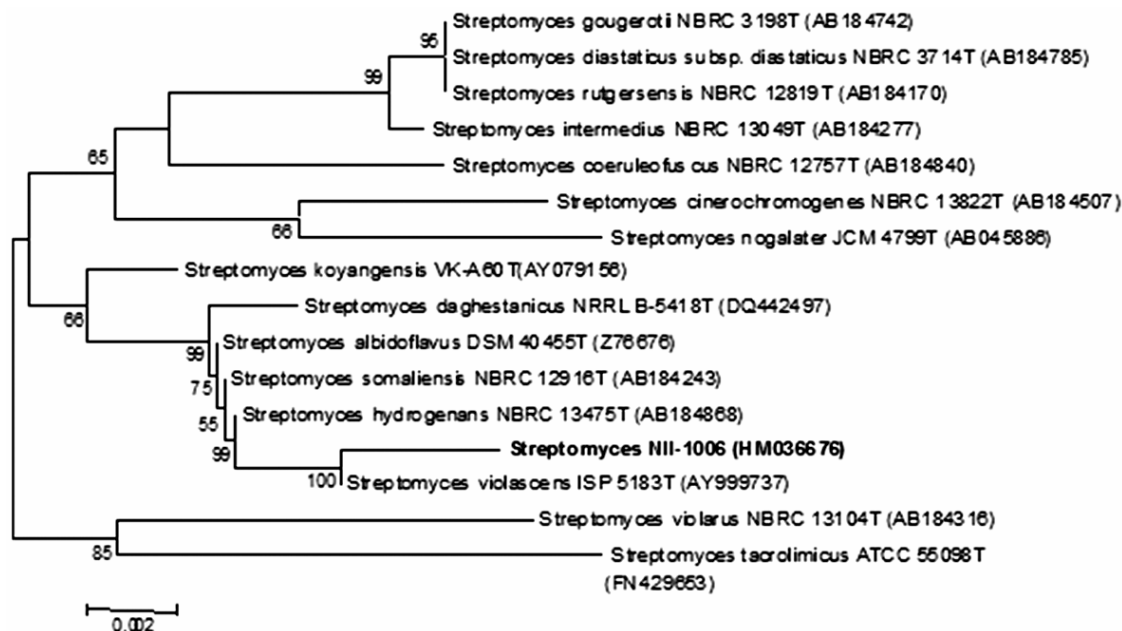 Streptomyces gougeroti NBRC 3198T (AB184742)
95
Streptomyces diastaticus subsp. diastaticus NBRC 3714T (AB184785)
99
Streptomyces rutgersensis NBRC 12819T (AB184170)
Streptomyces intermedius NBRC 13049T (AB184277)
65
Streptomyces coeruleofuscus NBRC 12757T (AB184840)
Streptomyces cinerochromogenes NBRC 13822T (AB184507)
66
Streptomyces nogalater JCM 4799T (AB045886)
Streptomyces koyangensis VK-A60T(AY079156)
Streptomyces daghestanicus NRRL B-5418T (DQ442497)
66
Streptomyces albidoflavus DSM 40455T (Z76676)
99
Streptomyces somaliensis NBRC 12916T (AB184243)
75
Streptomyces hydrogenans NBRC 13475T (AB184868)
55
Streptomyces NII-1006 (HM036676)
99
100 Streptomyces violascens ISP 5183T (AY999737)
Streptomyces violarus NBRC 13104T (AB184316)
85
Streptomyces tacrolimicus ATCC 55098T
(FN429653)
0.002